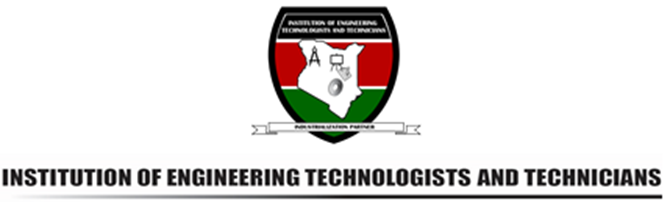 INSTITUTION OF ENGINEERING
TECHNOLOGISTS AND TECHNICIANS
INDUSTRIALIZATION PARTNER
INSTITUTION OF ENGINEERING TECHNOLOGISTS AND TECHNICIANS